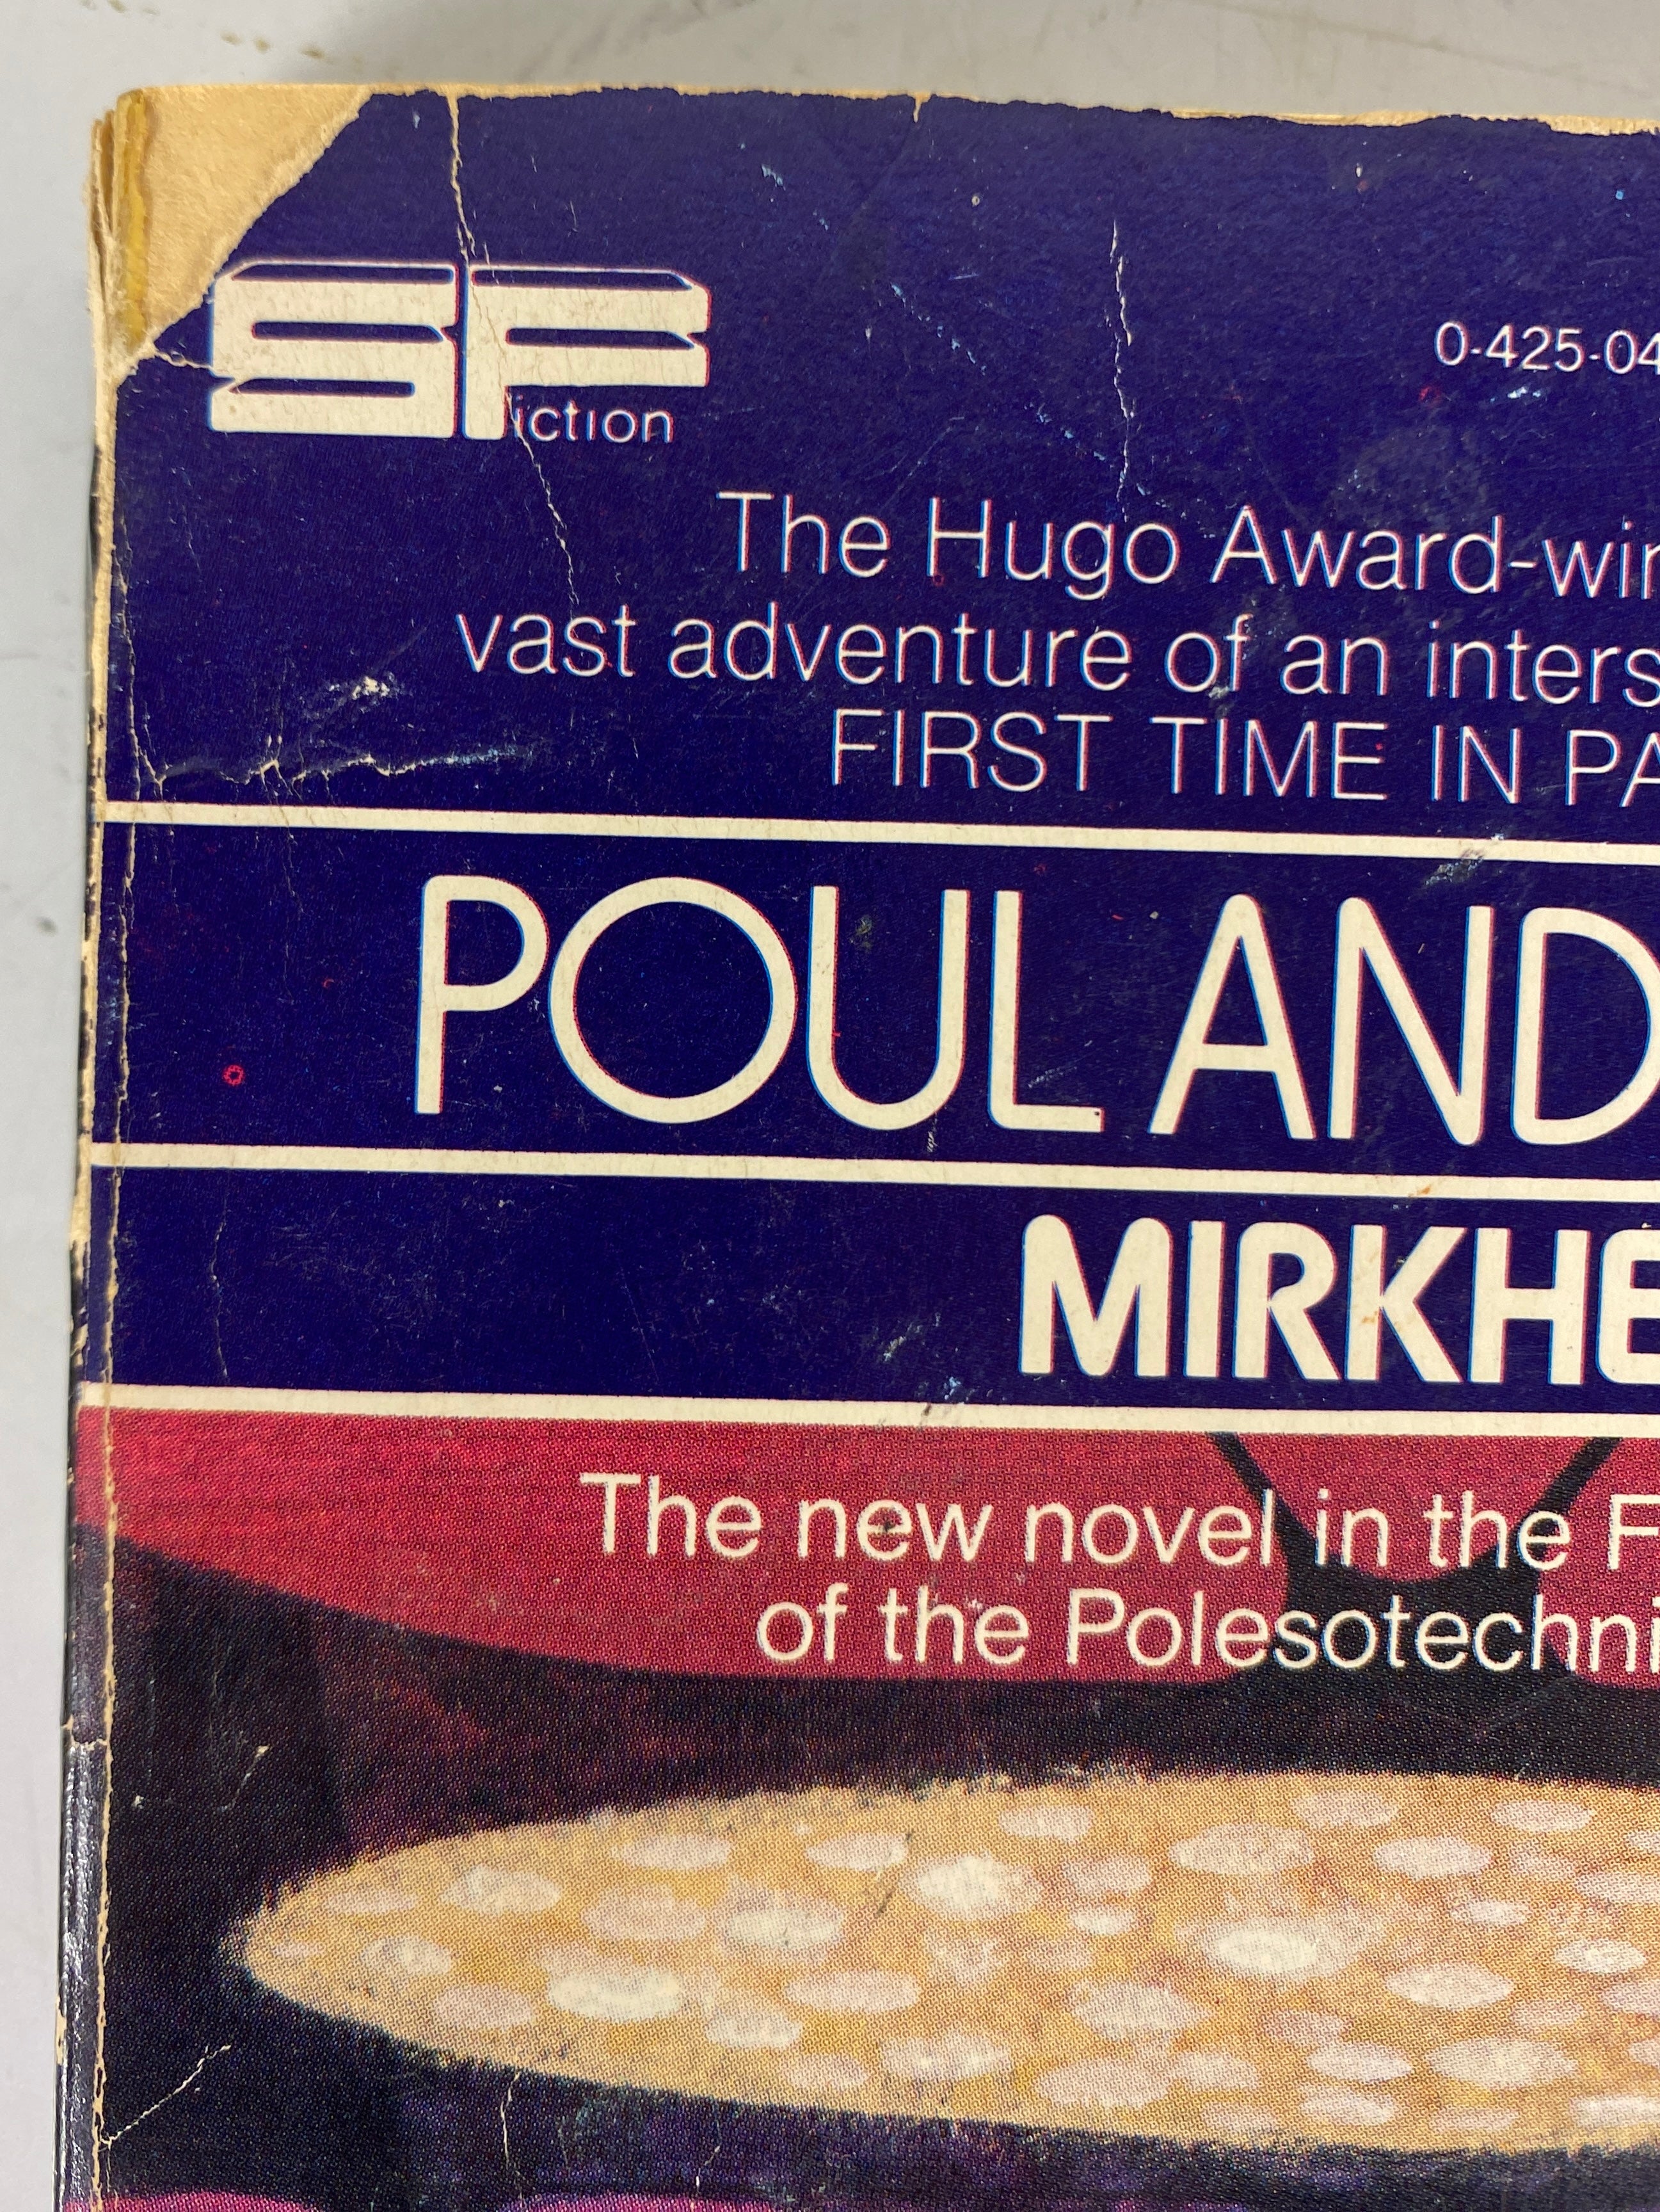 SF
iction
0-425-04
The Hugo Award-win
vast adventure of an inters
FIRST TIME IN PA
POUL AND
MIRKHE
The new novel in the F
of the Polesotechni